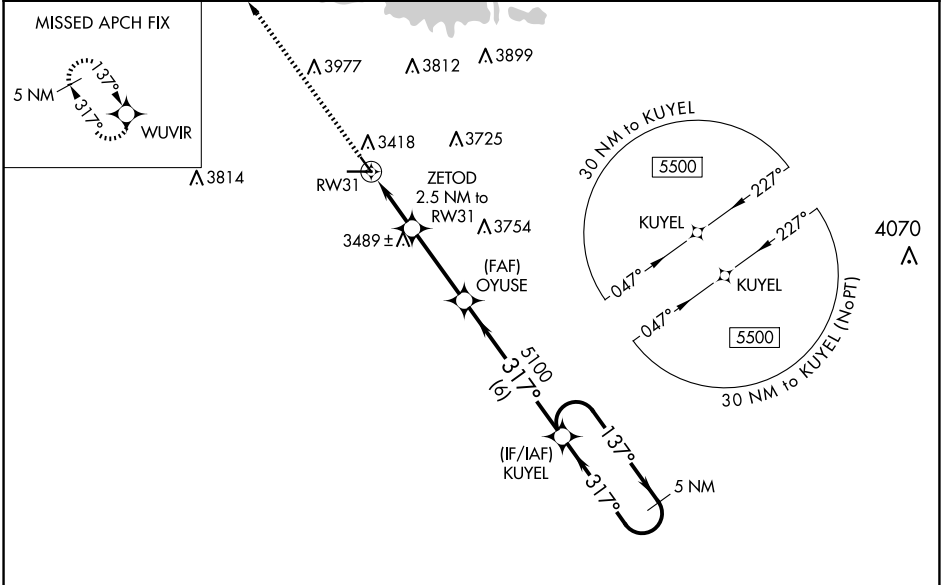 MISSED APCH FIX
137°
5 NM
317°
WUVIR
3977
3812
3899
3418
3725
3814
RW31
ZETOD
2.5 NM to
RW31
3489 ±
3754
(FAF)
OYUSE
5100
317°
(6)
(IF/IAF)
KUYEL
137°
317°
5 NM
30 NM to KUYEL
5500
227°
KUYEL
047°
227°
KUYEL
047°
5500
30 NM to KUYEL (NoPT)
4070